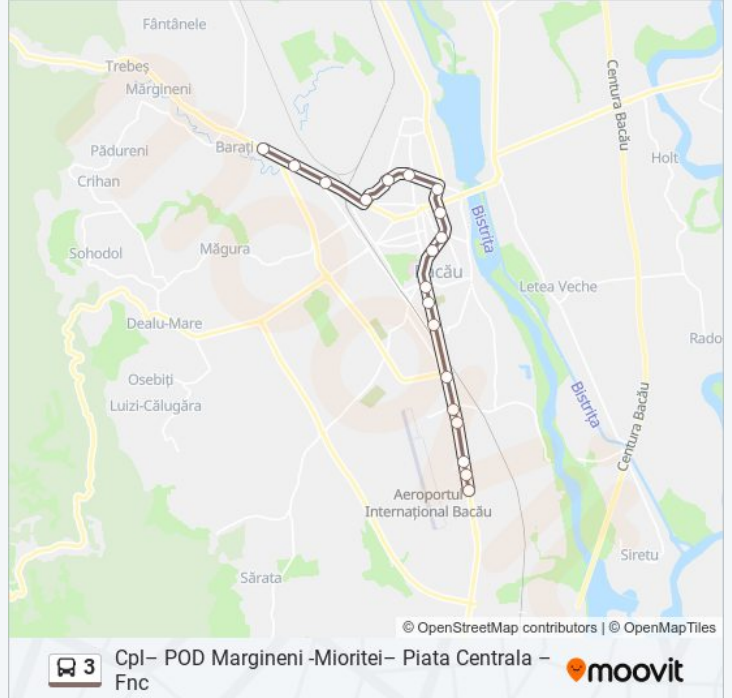 Fântânele
Trebeș
Mărgineni
Centura Bacău
Barați
Pădureni
Holt
Crihan
Bistrița
Sohodol
Măgura
Bacău
Letea Veche
Dealu-Mare
Rado
Osebiți
Bistrița
Luizi-Călugăra
Centura Bacău
Aeroportul
Internațional Bacău
Siretu
Sărata
© OpenStreetMap contributors | © OpenMapTiles
3
Cpl– POD Margineni -Mioritei– Piata Centrala –
Fnc
moovit